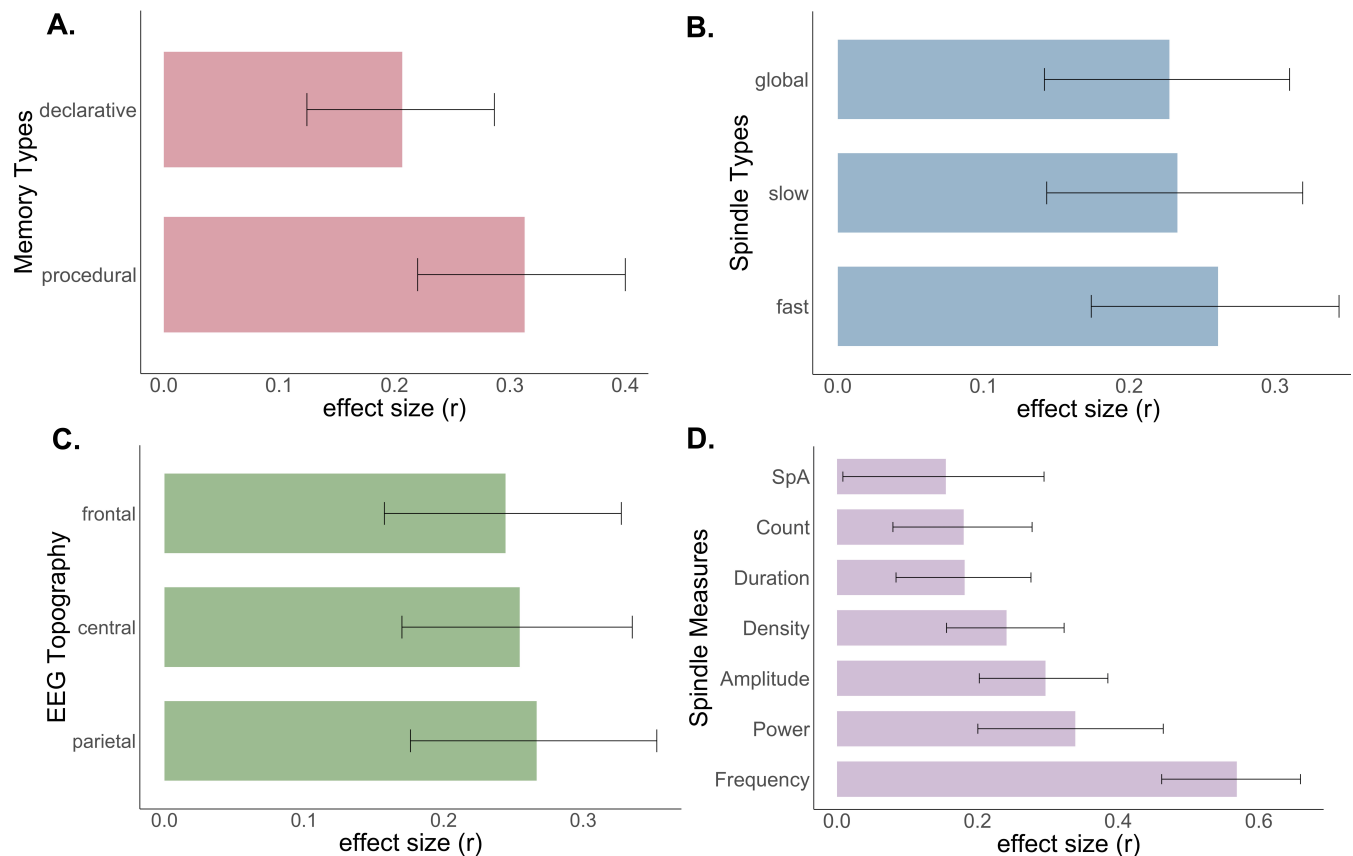 A.
Memory Types
declarative
procedural
0.0 0.1 0.2 0.3 0.4
effect size (r)
B.
Spindle Types
global
slow
fast
0.0 0.1 0.2 0.3
effect size (r)
C.
EEG Topography
frontal
central
parietal
0.0 0.1 0.2 0.3
effect size (r)
D.
Spindle Measures
SpA
Count
Duration
Density
Amplitude
Power
Frequency
0.0 0.2 0.4 0.6
effect size (r)